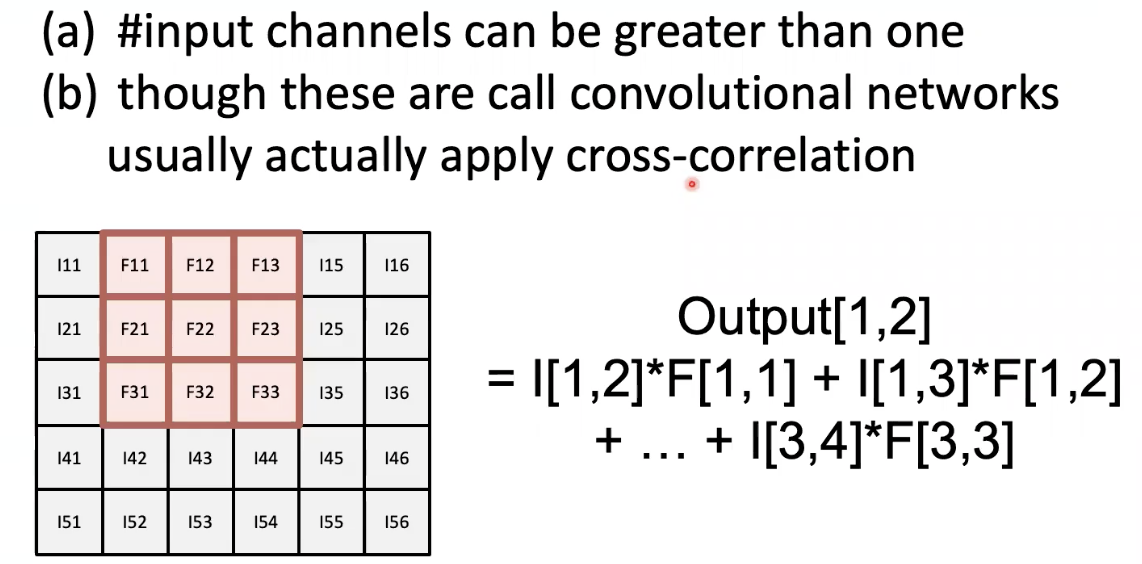 (a) #input channels can be greater than one
(b) though these are call convolutional networks
usually actually apply cross-correlation
I11 F11 F12 F13 I15 I16
I21 F21 F22 F23 I25 I26
I31 F31 F32 F33 I35 I36
I41 I42 I43 I44 I45 I46
I51 I52 I53 I54 I55 I56
Output[1,2]
= I[1,2]*F[1,1] + I[1,3]*F[1,2]
+ ... + I[3,4]*F[3,3]